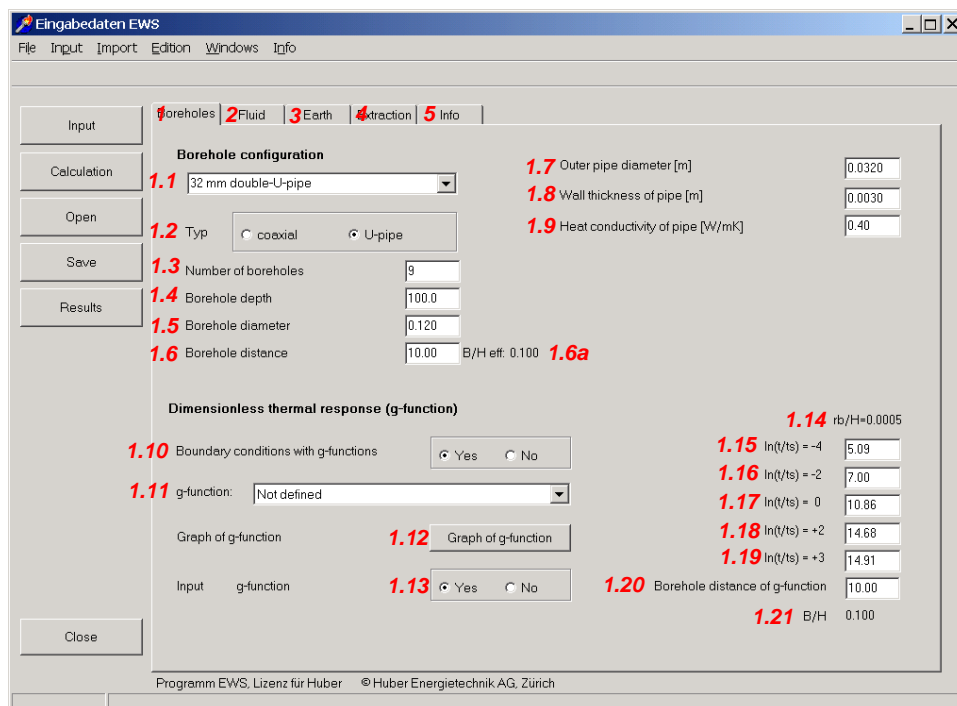 Eingabedaten EWS
File Input Import Edition Windows Info
1 Boreholes 2 Fluid 3 Earth 4 Extraction 5 Info
Input
Calculation
Open
Save
Results
Close
Borehole configuration
1.1 32 mm double-U-pipe
1.2 Typ coaxial U-pipe
1.3 Number of boreholes 9
1.4 Borehole depth 100.0
1.5 Borehole diameter 0.120
1.6 Borehole distance 10.00 B/H eff: 0.100 1.6a
1.7 Outer pipe diameter [m] 0.0320
1.8 Wall thickness of pipe [m] 0.0030
1.9 Heat conductivity of pipe [W/mK] 0.40
Dimensionless thermal response (g-function)
1.10 Boundary conditions with g-functions Yes No
1.11 g-function: Not defined
Graph of g-function 1.12 Graph of g-function
Input g-function 1.13 Yes No
1.14 rb/H=0.0005
1.15 ln(t/ts) = -4 5.09
1.16 ln(t/ts) = -2 7.00
1.17 ln(t/ts) = 0 10.86
1.18 ln(t/ts) = +2 14.68
1.19 ln(t/ts) = +3 14.91
1.20 Borehole distance of g-function 10.00
1.21 B/H 0.100
Programm EWS, Lizenz für Huber © Huber Energietechnik AG, Zürich